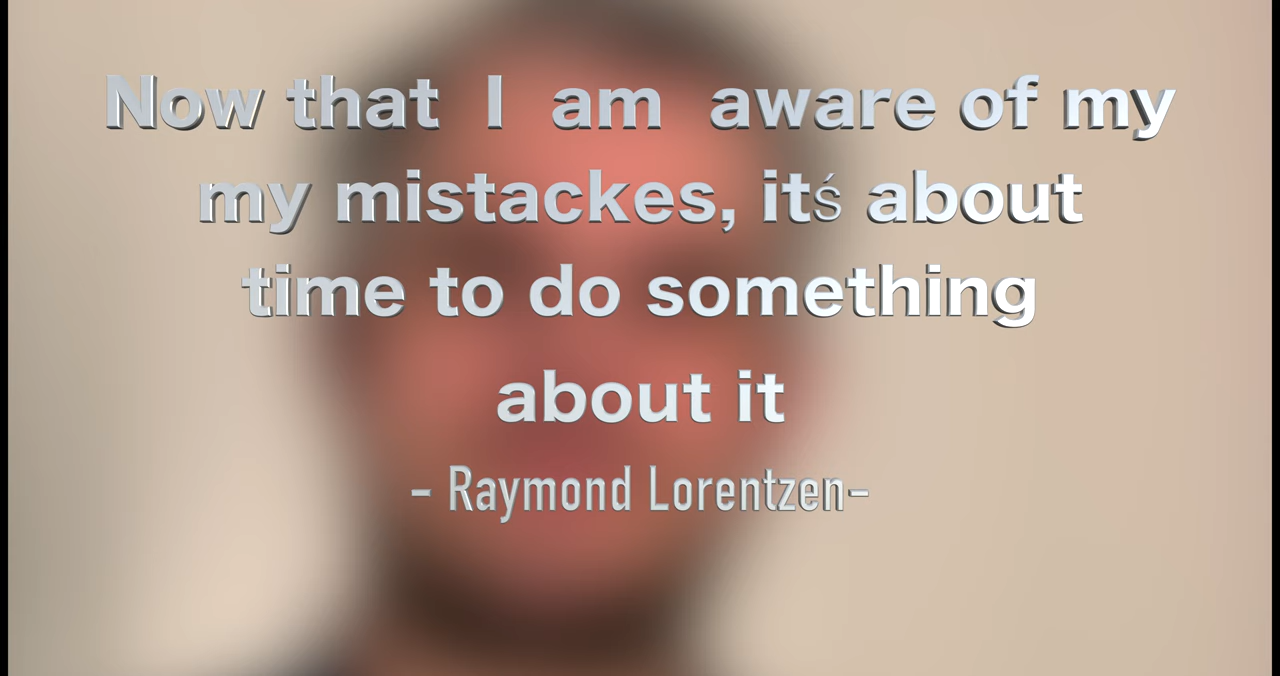 Now that I am aware of my
my mistackes, itś about
time to do something
about it
- Raymond Lorentzen-